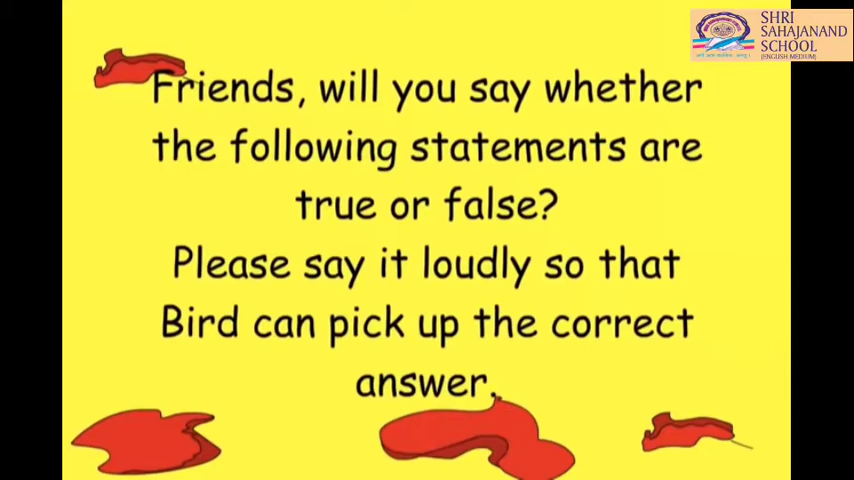 SHRI
SAHAJANAND
SCHOOL
(ENGLISH MEDIUM)
Friends, will you say whether
the following statements are
true or false?
Please say it loudly so that
Bird can pick up the correct
answer.